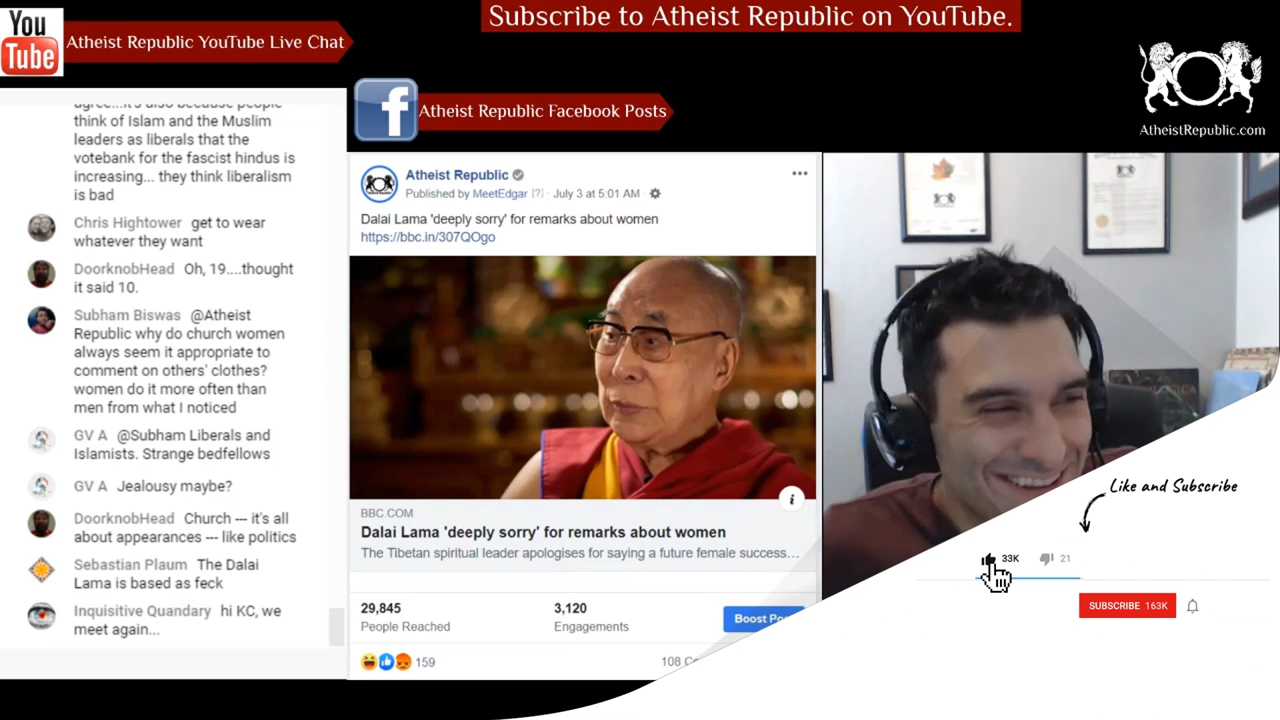 Subscribe to Atheist Republic on YouTube.
You
Tube
Atheist Republic YouTube Live Chat
Atheist Republic Facebook Posts
AtheistRepublic.com
agree...it's also because people
think of Islam and the Muslim
leaders as liberals that the
votebank for the fascist hindus is
increasing... they think liberalism
is bad
Chris Hightower get to wear
whatever they want
DoorknobHead Oh, 19....thought
it said 10.
Subham Biswas @Atheist
Republic why do church women
always seem it appropriate to
comment on others' clothes?
women do it more often than
men from what I noticed
GV A @Subham Liberals and
Islamists. Strange bedfellows
GV A Jealousy maybe?
DoorknobHead Church --- it's all
about appearances --- like politics
Sebastian Plaum The Dalai
Lama is based as feck
Inquisitive Quandary hi KC, we
meet again...
Atheist Republic
Published by MeetEdgar [?] · July 3 at 5:01 AM ·
Dalai Lama 'deeply sorry' for remarks about women
https://bbc.in/307QOgo
BBC.COM
Dalai Lama 'deeply sorry' for remarks about women
The Tibetan spiritual leader apologises for saying a future female success...
29,845
People Reached
3,120
Engagements
Boost
159
108
Like and Subscribe
33K
21
SUBSCRIBE 163K